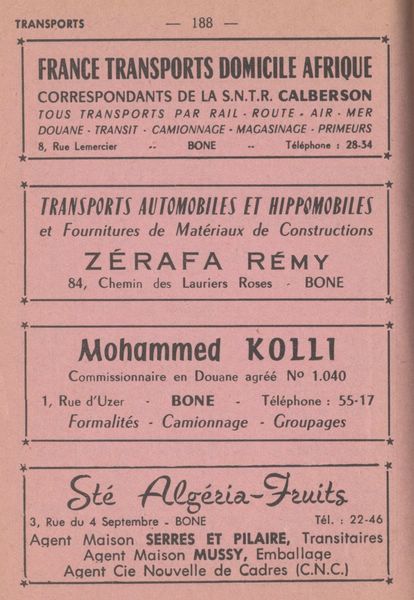 TRANSPORTS — 188 —
FRANCE TRANSPORTS DOMICILE AFRIQUE
CORRESPONDANTS DE LA S.N.T.R. CALBERSON
TOUS TRANSPORTS PAR RAIL - ROUTE - AIR - MER
DOUANE - TRANSIT - CAMIONNAGE - MAGASINAGE - PRIMEURS
8, Rue Lemercier -- BONE -- Téléphone : 28-34
TRANSPORTS AUTOMOBILES ET HIPPOMOBILES
et Fournitures de Matériaux de Constructions
ZÉRAFA RÉMY
84, Chemin des Lauriers Roses - BONE
Mohammed KOLLI
Commissionnaire en Douane agréé No 1.040
1, Rue d'Uzer - BONE - Téléphone : 55-17
Formalités - Camionnage - Groupages
Sté Algéria-Fruits
3, Rue du 4 Septembre - BONE Tél. : 22-46
Agent Maison SERRES ET PILAIRE, Transitaires
Agent Maison MUSSY, Emballage
Agent Cie Nouvelle de Cadres (C.N.C.)